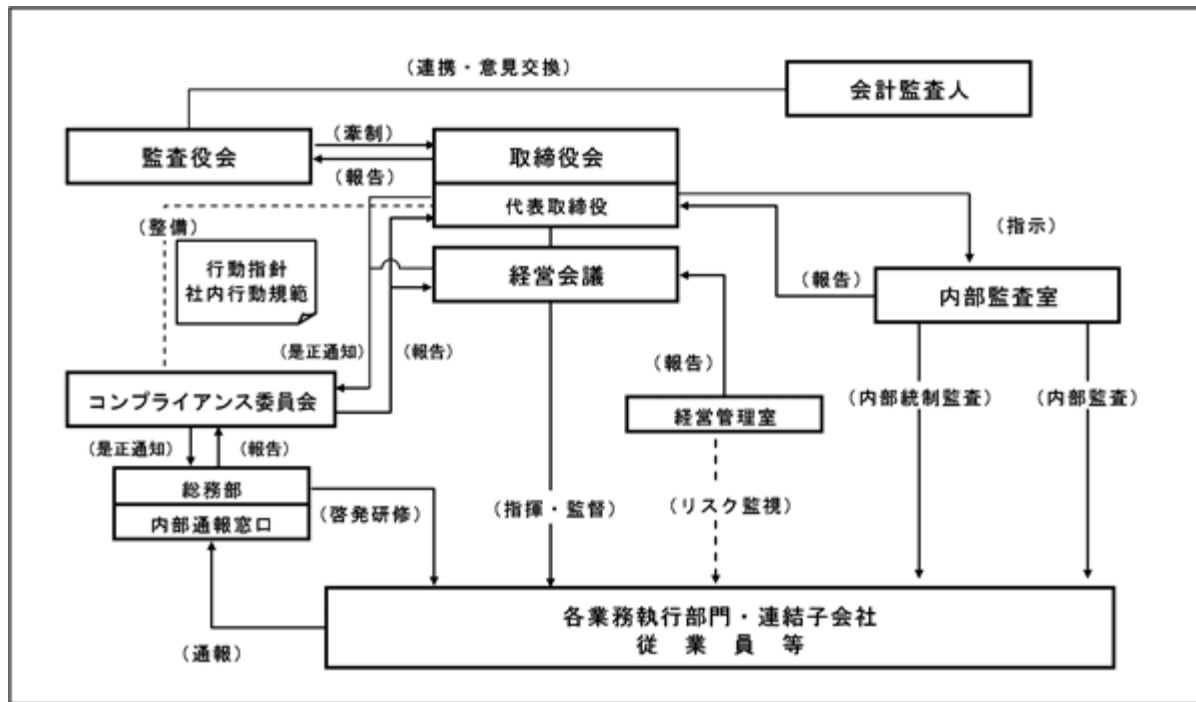 （連携・意見交換）
会計監査人
監査役会
（牽制）
（報告）
取締役会
代表取締役
（整備）
行動指針
社内行動規範
経営会議
（指示）
（報告）
内部監査室
（是正通知）
（報告）
（報告）
コンプライアンス委員会
経営管理室
（内部統制監査）
（内部監査）
（是正通知）
（報告）
総務部
内部通報窓口
（啓発研修）
（指揮・監督）
（リスク監視）
各業務執行部門・連結子会社
従業員等
（通報）